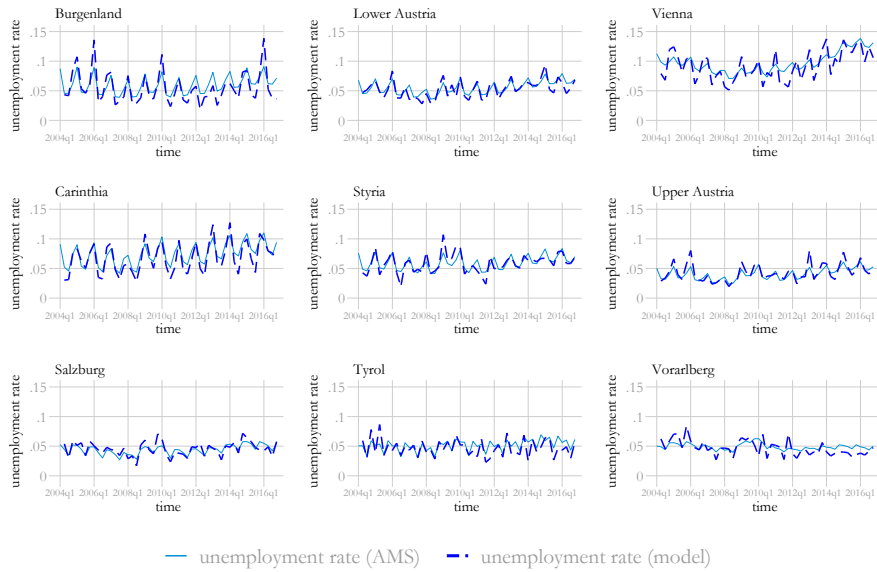 Burgenland
Lower Austria
Vienna
unemployment rate
.15
.1
.05
0
2004q1 2006q1 2008q1 2010q1 2012q1 2014q1 2016q1
time
unemployment rate
.15
.1
.05
0
2004q1 2006q1 2008q1 2010q1 2012q1 2014q1 2016q1
time
unemployment rate
.15
.1
.05
0
2004q1 2006q1 2008q1 2010q1 2012q1 2014q1 2016q1
time
Carinthia
Styria
Upper Austria
unemployment rate
.15
.1
.05
0
2004q1 2006q1 2008q1 2010q1 2012q1 2014q1 2016q1
time
unemployment rate
.15
.1
.05
0
2004q1 2006q1 2008q1 2010q1 2012q1 2014q1 2016q1
time
unemployment rate
.15
.1
.05
0
2004q1 2006q1 2008q1 2010q1 2012q1 2014q1 2016q1
time
Salzburg
Tyrol
Vorarlberg
unemployment rate
.15
.1
.05
0
2004q1 2006q1 2008q1 2010q1 2012q1 2014q1 2016q1
time
unemployment rate
.15
.1
.05
0
2004q1 2006q1 2008q1 2010q1 2012q1 2014q1 2016q1
time
unemployment rate
.15
.1
.05
0
2004q1 2006q1 2008q1 2010q1 2012q1 2014q1 2016q1
time
unemployment rate (AMS)
unemployment rate (model)